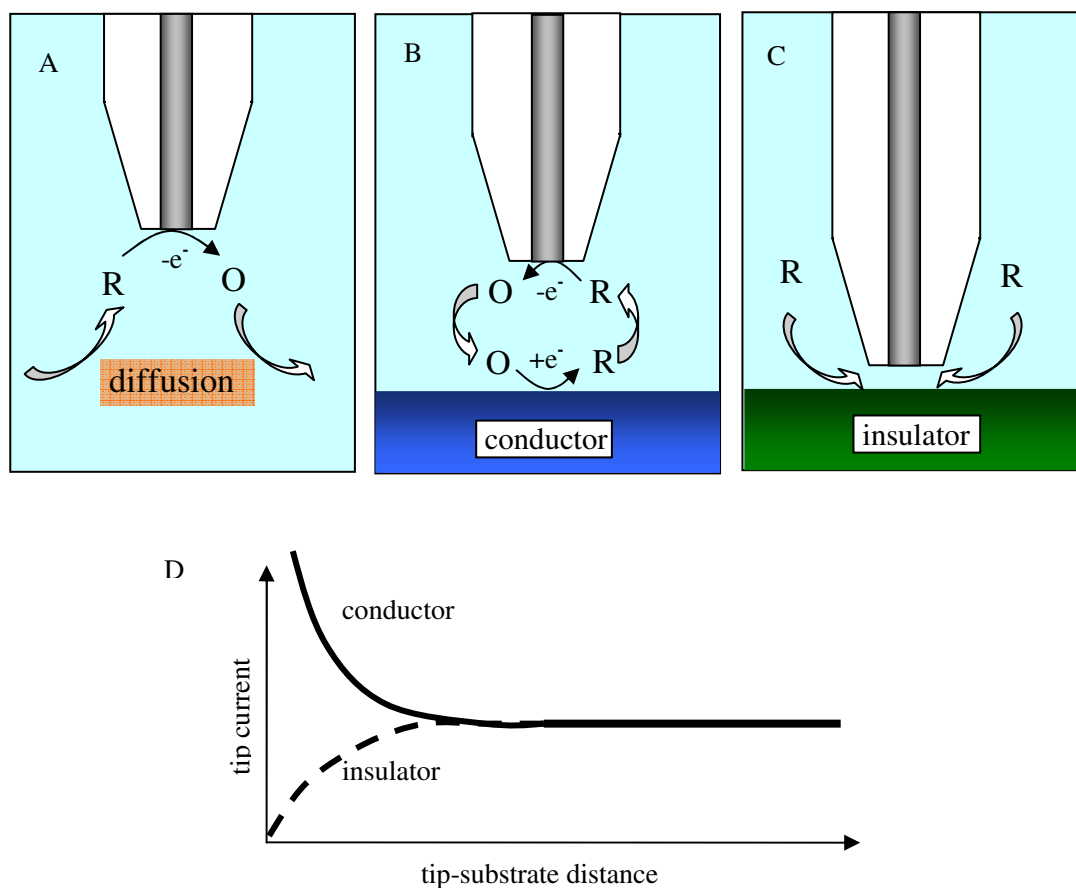 A
-e⁻
R
O
diffusion
B
O
-e⁻
R
O
+e⁻
R
conductor
C
R
R
insulator
D
conductor
insulator
tip current
tip-substrate distance